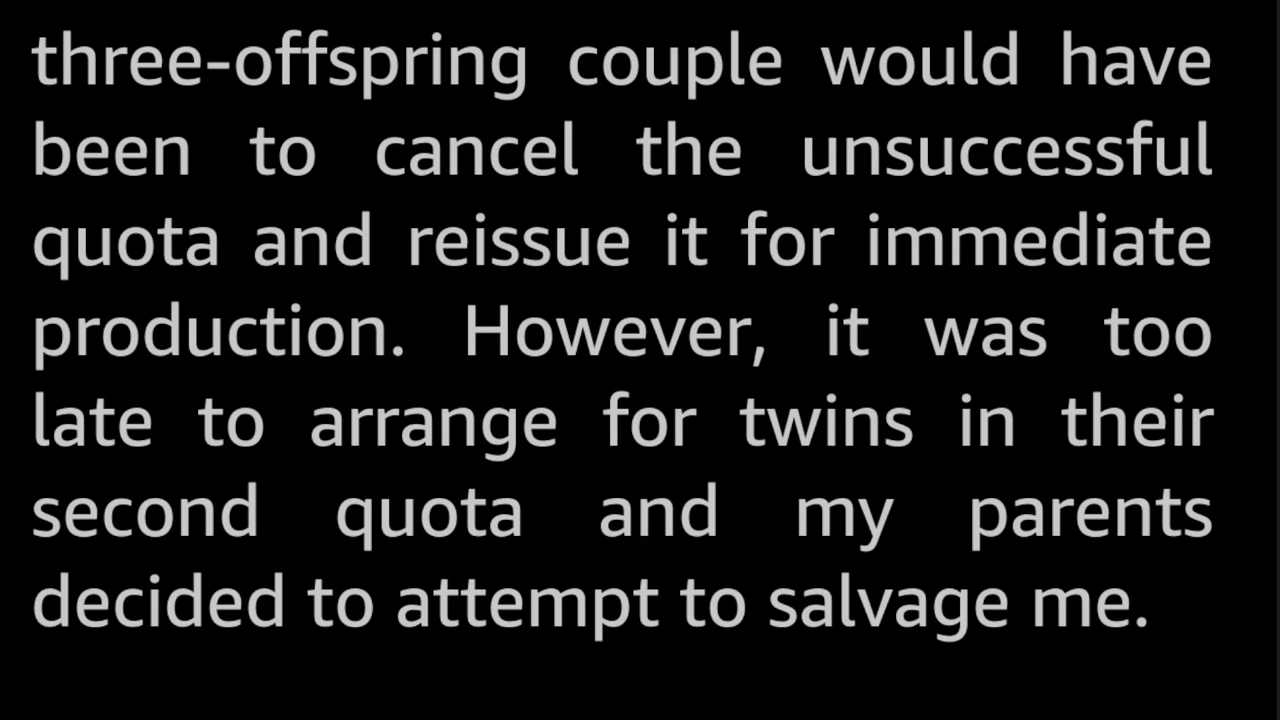 three-offspring couple would have
been to cancel the unsuccessful
quota and reissue it for immediate
production. However, it was too
late to arrange for twins in their
second quota and my parents
decided to attempt to salvage me.